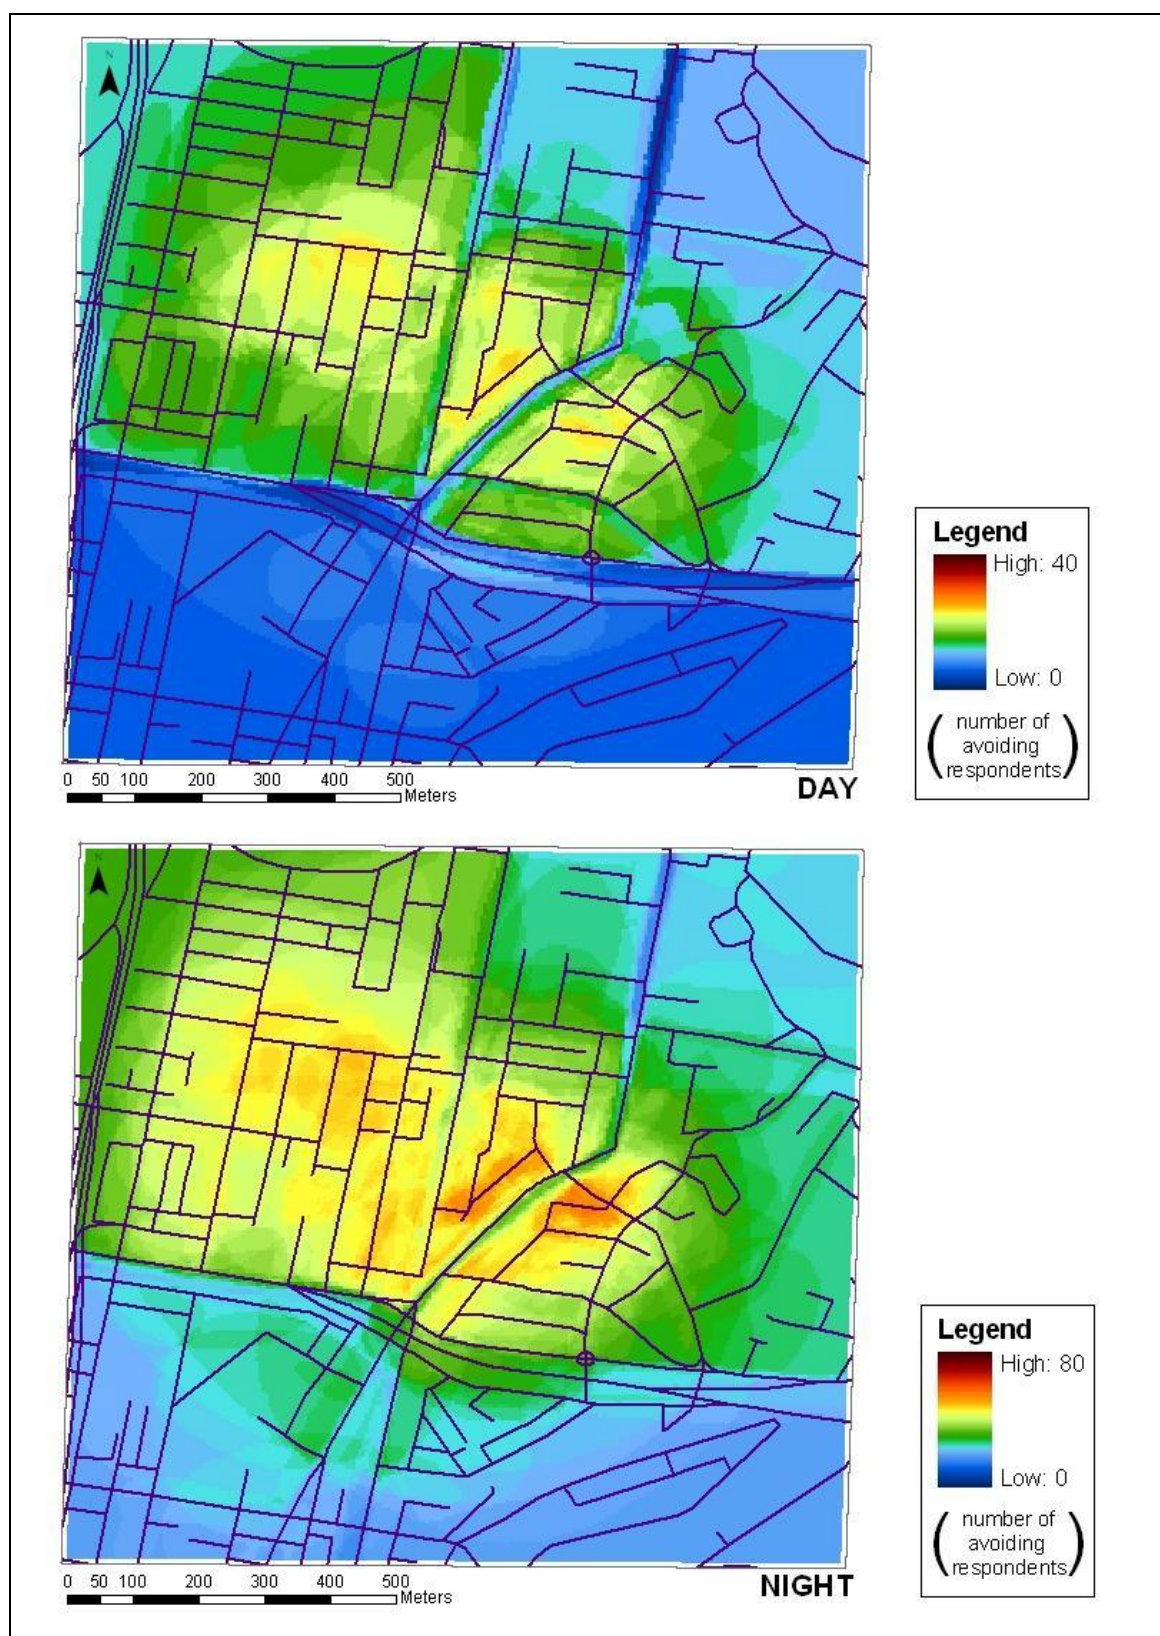 N
Legend
High: 40
Low: 0
( number of
avoiding
respondents )
0 50 100 200 300 400 500
Meters
DAY
N
Legend
High: 80
Low: 0
( number of
avoiding
respondents )
0 50 100 200 300 400 500
Meters
NIGHT